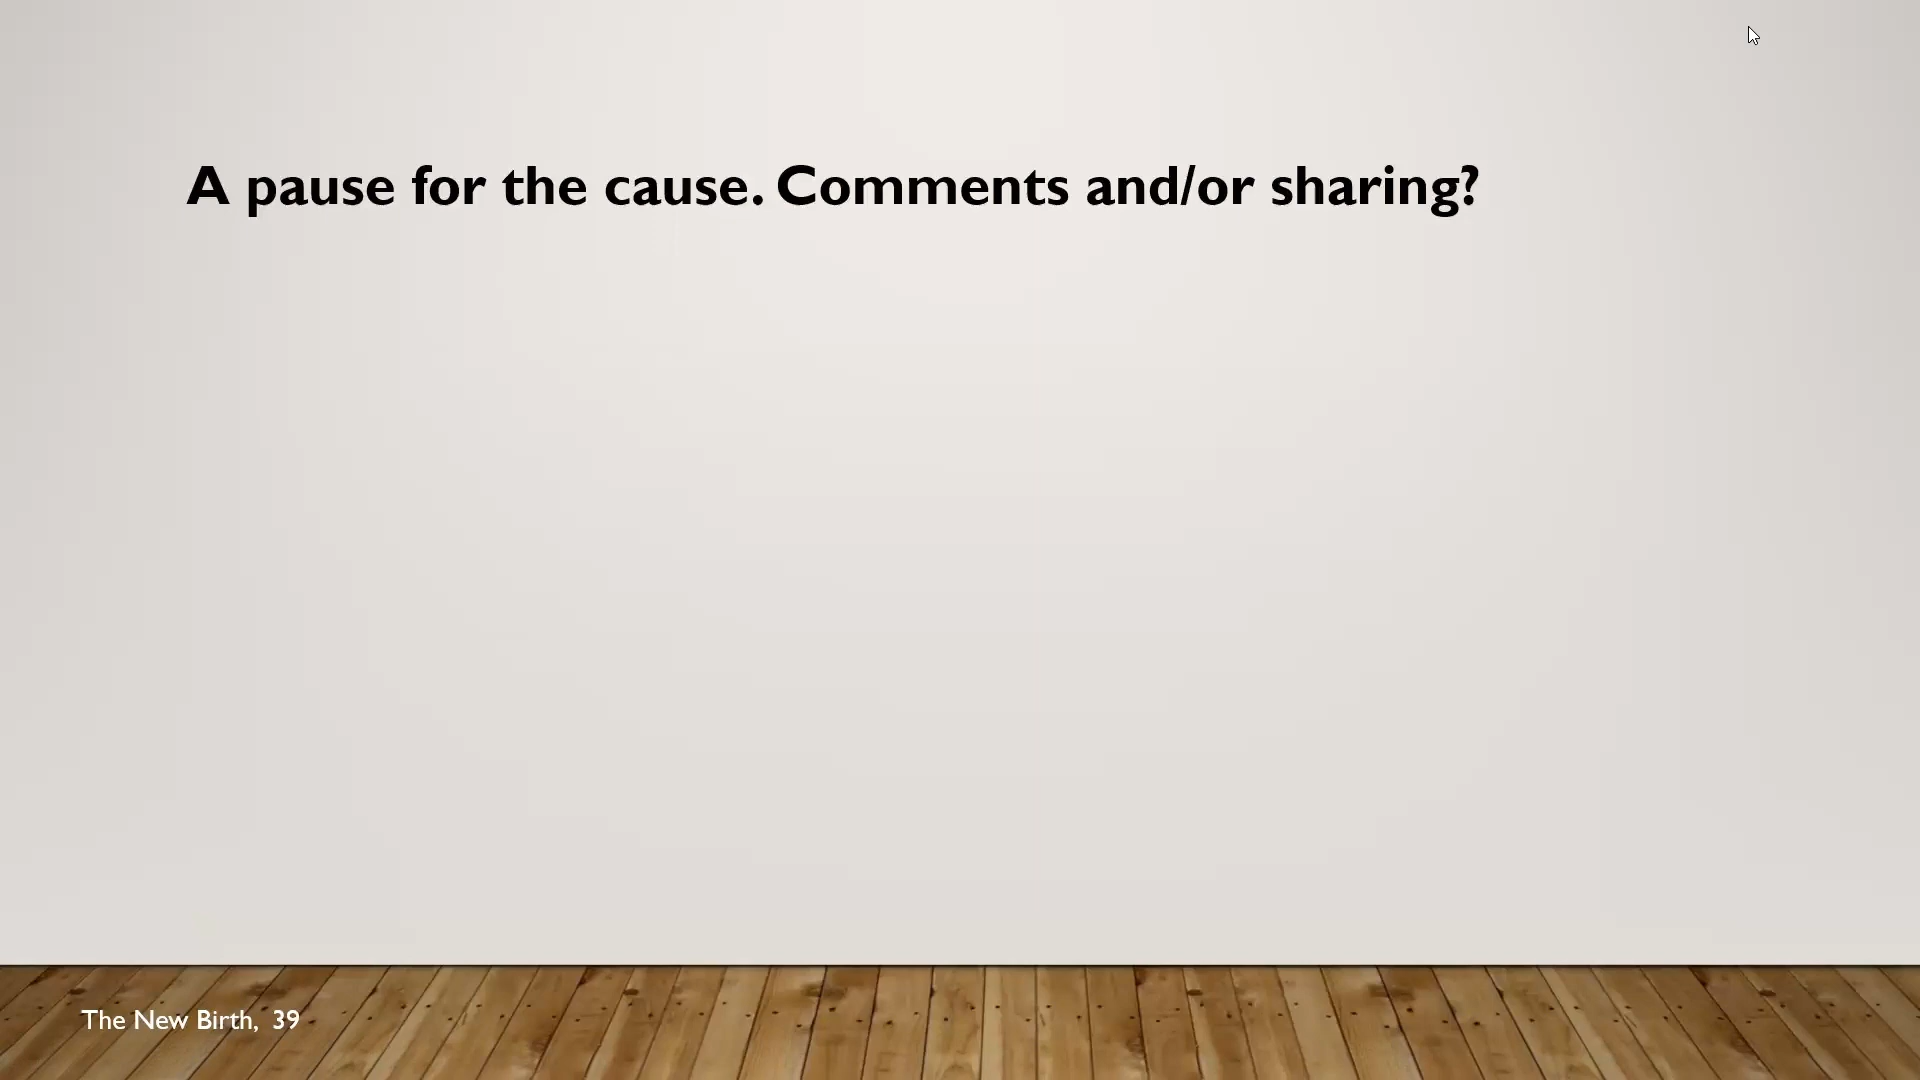 A pause for the cause. Comments and/or sharing?
The New Birth, 39